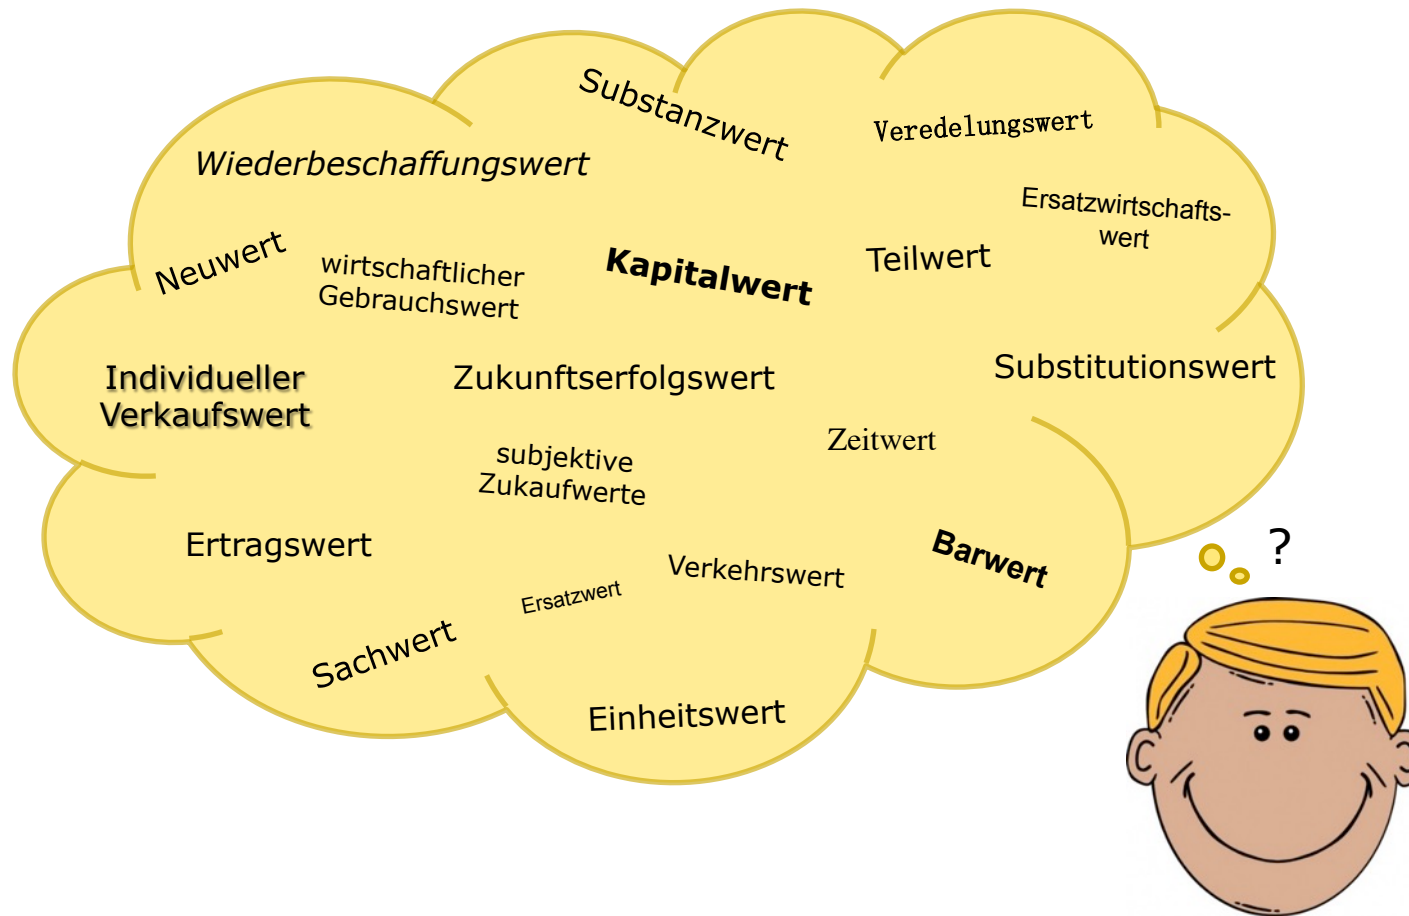 Substanzwert
Veredelungswert
Wiederbeschaffungswert
Ersatzwirtschafts-
wert
Neuwert
wirtschaftlicher
Gebrauchswert
Kapitalwert
Teilwert
Individueller
Verkaufswert
Zukunftserfolgswert
Substitutionswert
subjektive
Zukaufwerte
Zeitwert
Ertragswert
Ersatzwert
Verkehrswert
Barwert
?
Sachwert
Einheitswert